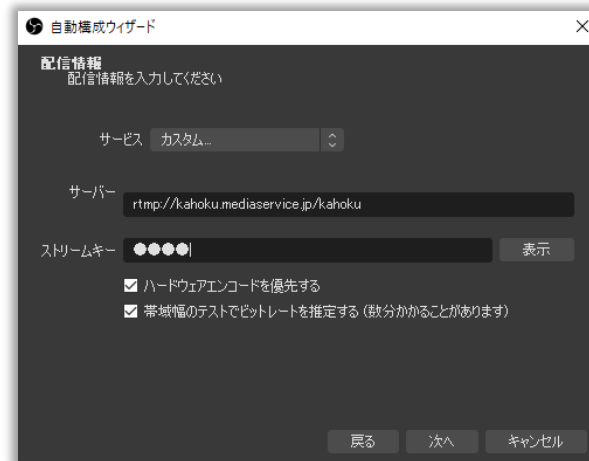 自動構成ウィザード
配信情報
配信情報を入力してください
サービス カスタム...
サーバー rtmp://kahoku.mediaservice.jp/kahoku
ストリームキー ●●●● 表示
ハードウェアエンコードを優先する
帯域幅のテストでビットレートを推定する (数分かかることがあります)
戻る 次へ キャンセル